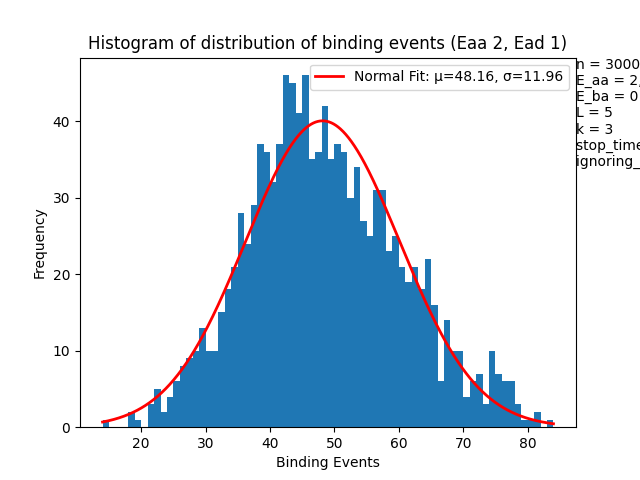 Histogram of distribution of binding events (Eaa 2, Ead 1)
Normal Fit: μ=48.16, σ=11.96
n = 3000
E_aa = 2,
E_ba = 0
L = 5
k = 3
stop_time
ignoring_
Frequency
40
30
20
10
0
20 30 40 50 60 70 80
Binding Events